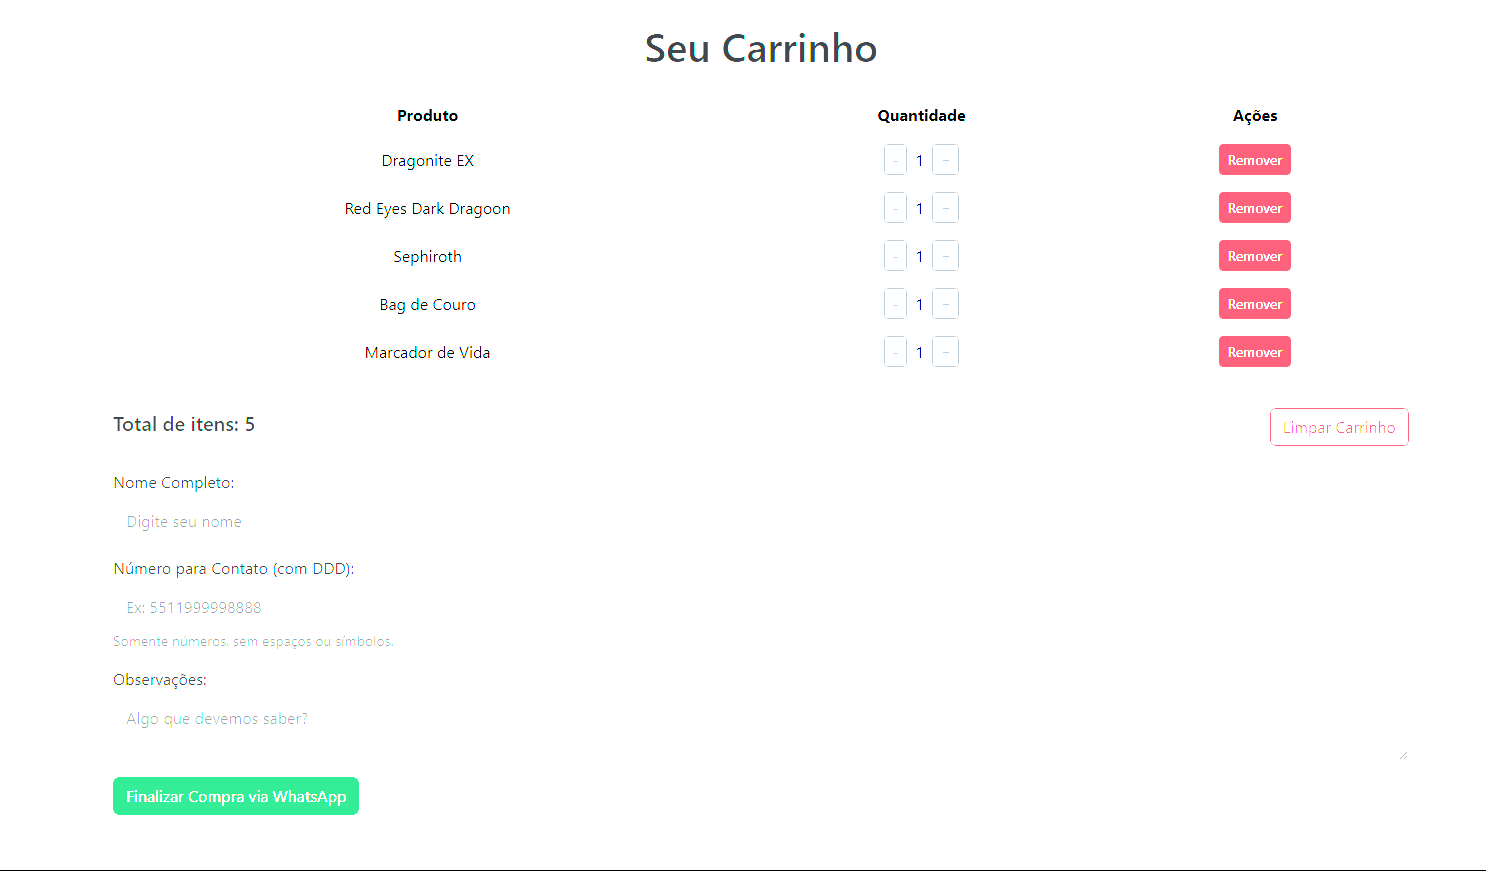 Seu Carrinho
Produto Quantidade Ações
Dragonite EX - 1 + Remover
Red Eyes Dark Dragoon - 1 + Remover
Sephiroth - 1 + Remover
Bag de Couro - 1 + Remover
Marcador de Vida - 1 + Remover
Total de itens: 5 Limpar Carrinho
Nome Completo:
Digite seu nome
Número para Contato (com DDD):
Ex: 5511999998888
Somente números, sem espaços ou símbolos.
Observações:
Algo que devemos saber?
Finalizar Compra via WhatsApp